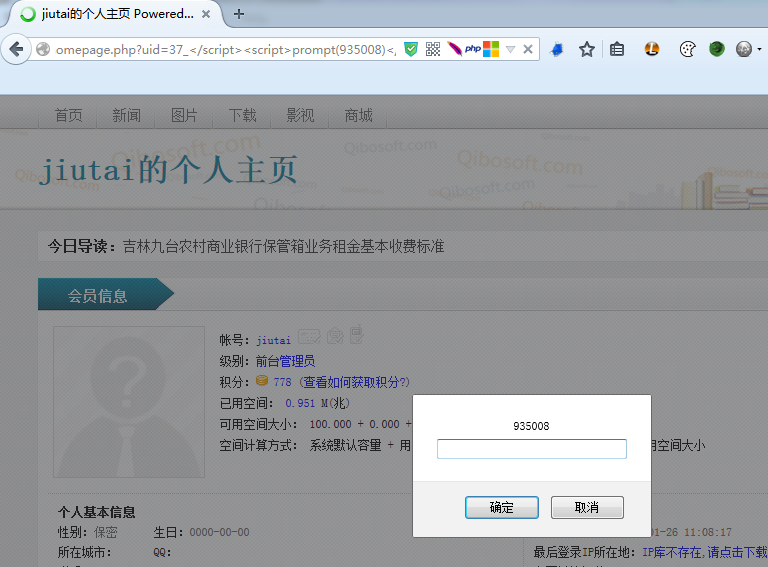 jiutai的个人主页 Powered...
omepage.php?uid=37_</script><script>prompt(935008)</
php
首页 新闻 图片 下载 影视 商城
Qibosoft.com
Qibosoft.com
Qibosoft.com
Qibosoft.com
jiutai的个人主页
今日导读: 吉林九台农村商业银行保管箱业务租金基本收费标准
会员信息
帐号: jiutai
级别: 前台管理员
积分: 778 (查看如何获取积分?)
已用空间: 0.951 M(兆)
可用空间大小: 100.000 + 0.000 +
空间计算方式: 系统默认容量 + 用 用空间大小
935008
确定 取消
个人基本信息
性别: 保密 生日: 0000-00-00 01-26 11:08:17
所在城市: QQ: 最后登录IP所在地: IP库不存在,请点击下载